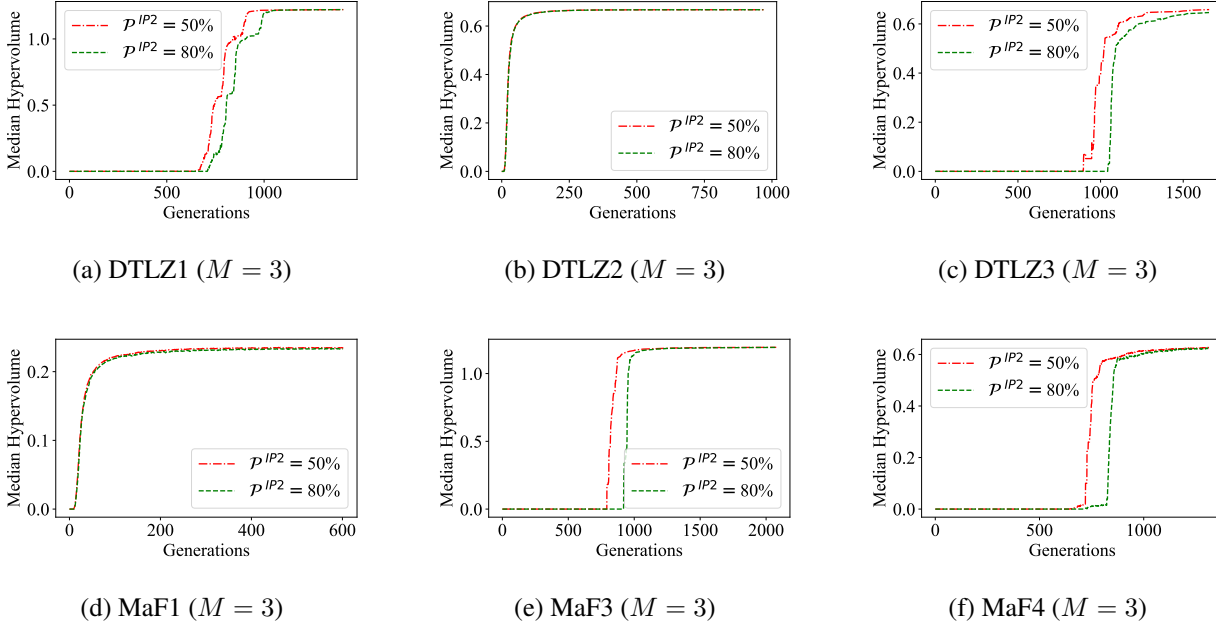 Median Hypervolume
1.0
0.5
0.0
P^IP2 = 50%
P^IP2 = 80%
0
500
1000
Generations
(a) DTLZ1 (M = 3)
Median Hypervolume
0.6
0.4
0.2
0.0
P^IP2 = 50%
P^IP2 = 80%
0
250
500
750
1000
Generations
(b) DTLZ2 (M = 3)
Median Hypervolume
0.6
0.4
0.2
0.0
P^IP2 = 50%
P^IP2 = 80%
0
500
1000
1500
Generations
(c) DTLZ3 (M = 3)
Median Hypervolume
0.2
0.1
0.0
P^IP2 = 50%
P^IP2 = 80%
0
200
400
600
Generations
(d) MaF1 (M = 3)
Median Hypervolume
1.5
1.0
0.5
0.0
P^IP2 = 50%
P^IP2 = 80%
0
500
1000
1500
2000
Generations
(e) MaF3 (M = 3)
Median Hypervolume
0.6
0.4
0.2
0.0
P^IP2 = 50%
P^IP2 = 80%
0
500
1000
Generations
(f) MaF4 (M = 3)